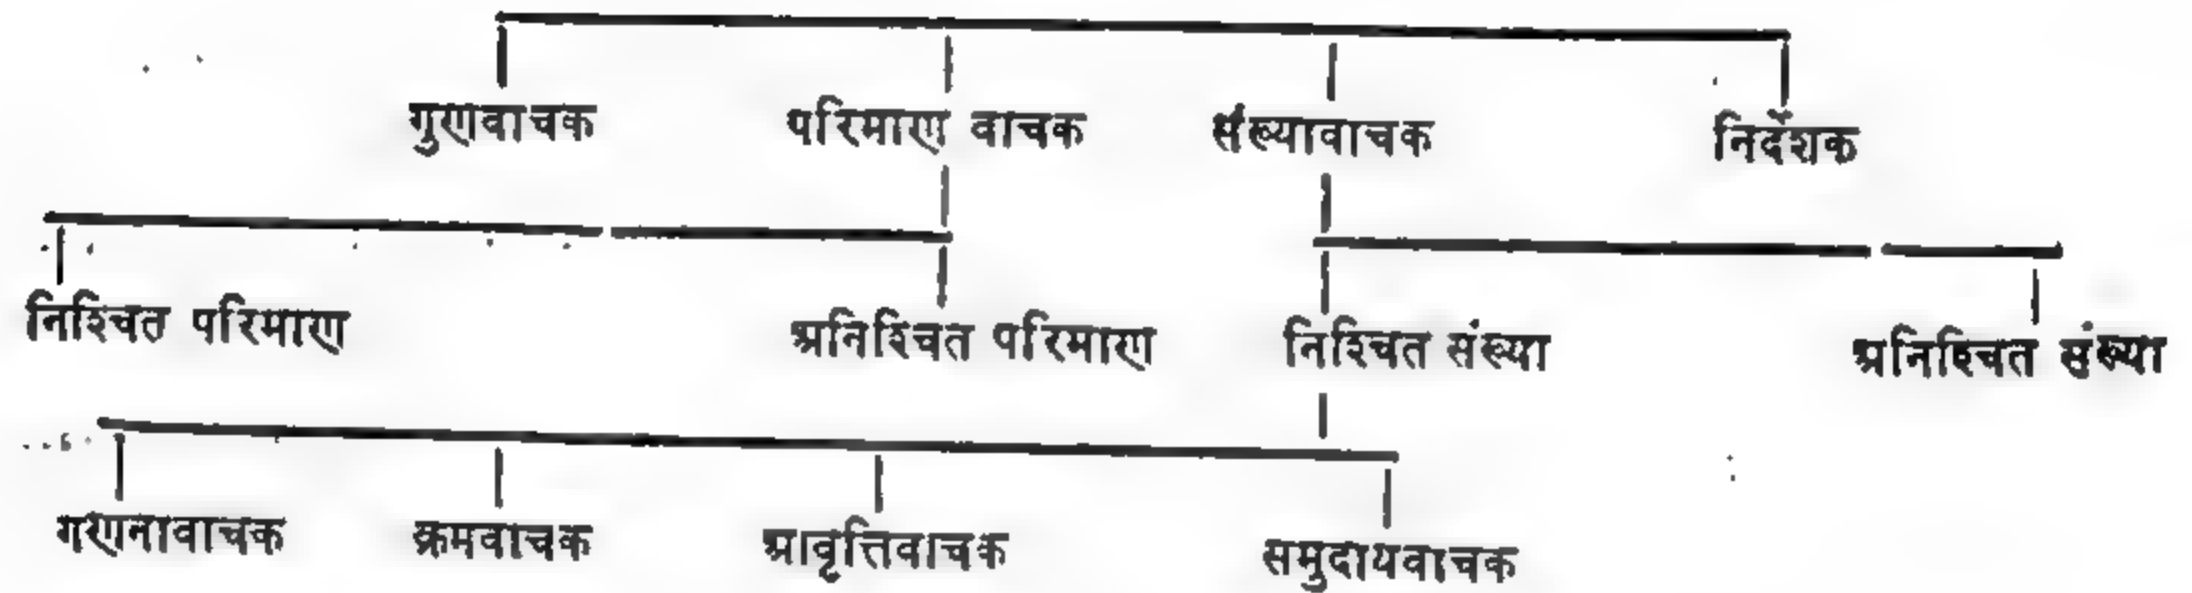 गुणवाचक परिमाण वाचक संख्यावाचक निर्देशक
निश्चित परिमाण अनिश्चित परिमाण निश्चित संख्या अनिश्चित संख्या
गणनावाचक क्रमवाचक आवृत्तिवाचक समुदायवाचक